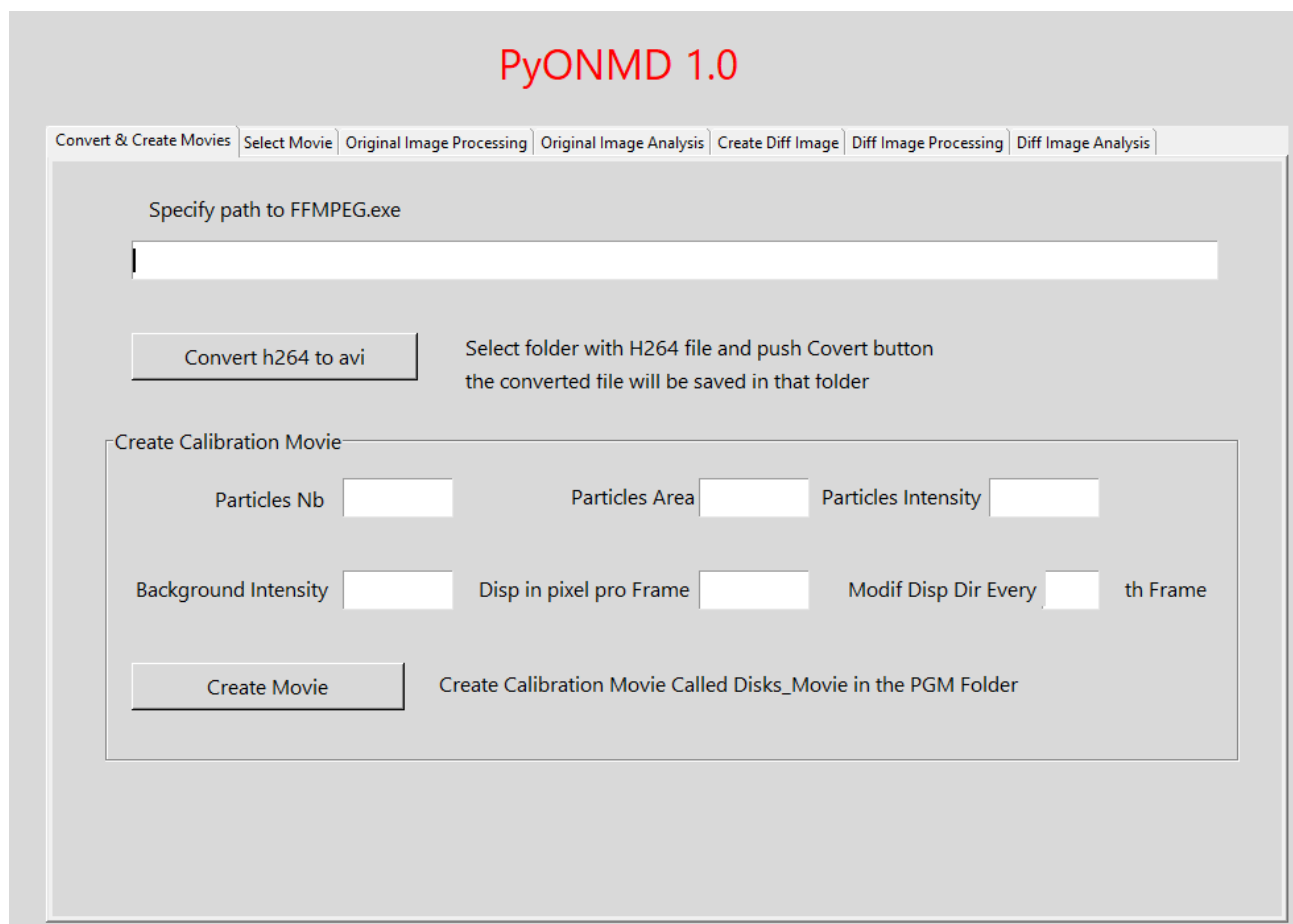 PyONMD 1.0
Convert & Create Movies Select Movie Original Image Processing Original Image Analysis Create Diff Image Diff Image Processing Diff Image Analysis
Specify path to FFMPEG.exe
Convert h264 to avi
Select folder with H264 file and push Covert button
the converted file will be saved in that folder
Create Calibration Movie
Particles Nb Particles Area Particles Intensity
Background Intensity Disp in pixel pro Frame Modif Disp Dir Every th Frame
Create Movie Create Calibration Movie Called Disks_Movie in the PGM Folder